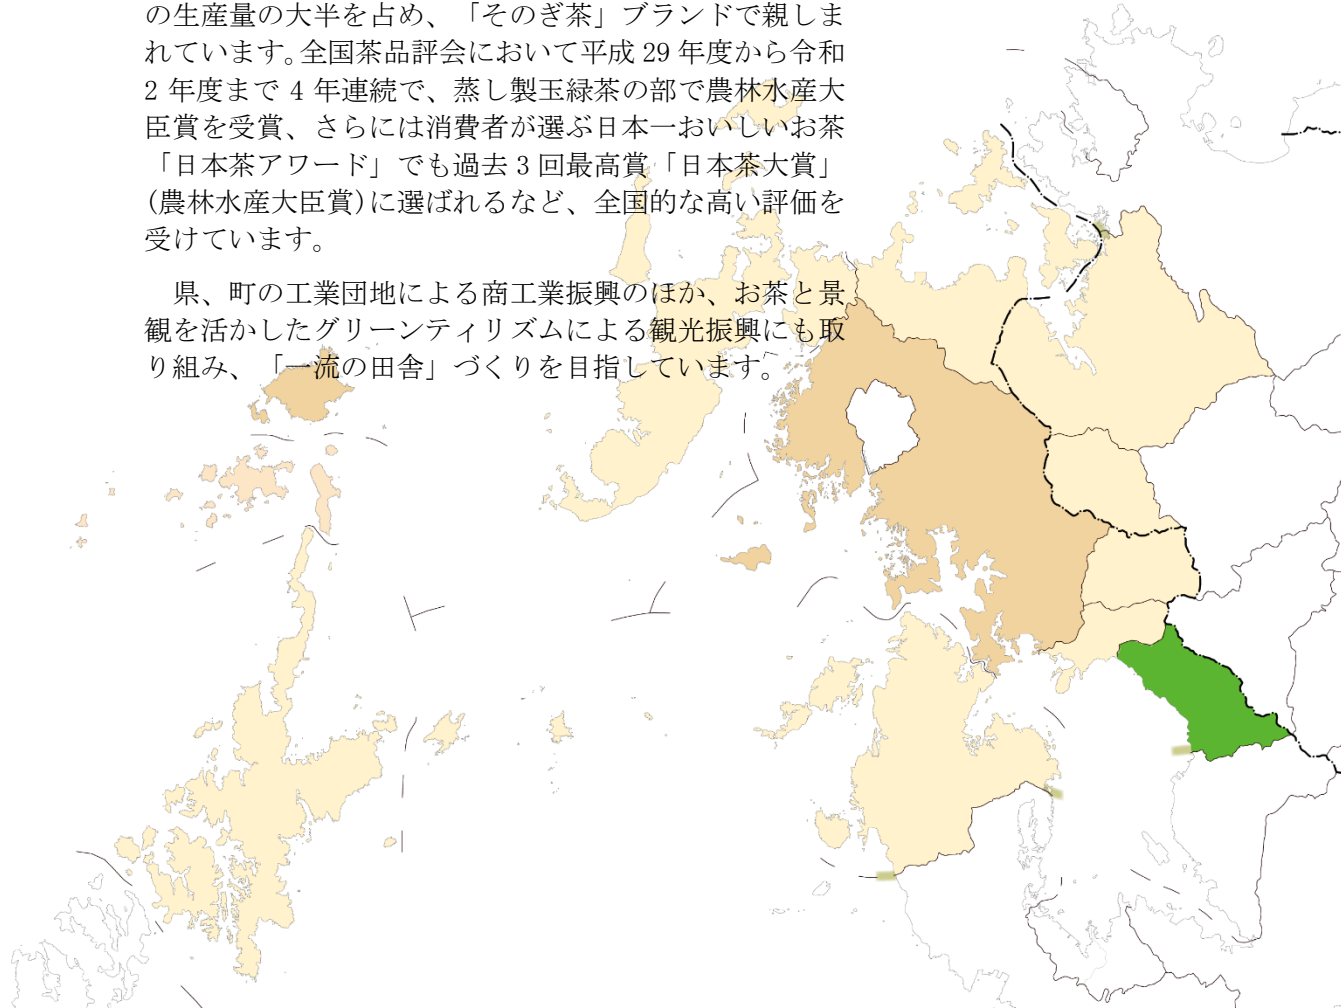 の生産量の大半を占め、「そのぎ茶」ブランドで親しま
れています。全国茶品評会において平成 29 年度から令和
2 年度まで 4 年連続で、蒸し製玉緑茶の部で農林水産大
臣賞を受賞、さらには消費者が選ぶ日本一おいしいお茶
「日本茶アワード」でも過去 3 回最高賞「日本茶大賞」
(農林水産大臣賞)に選ばれるなど、全国的な高い評価を
受けています。
県、町の工業団地による商工業振興のほか、お茶と景
観を活かしたグリーンティリズムによる観光振興にも取
り組み、「一流の田舎」づくりを目指しています。